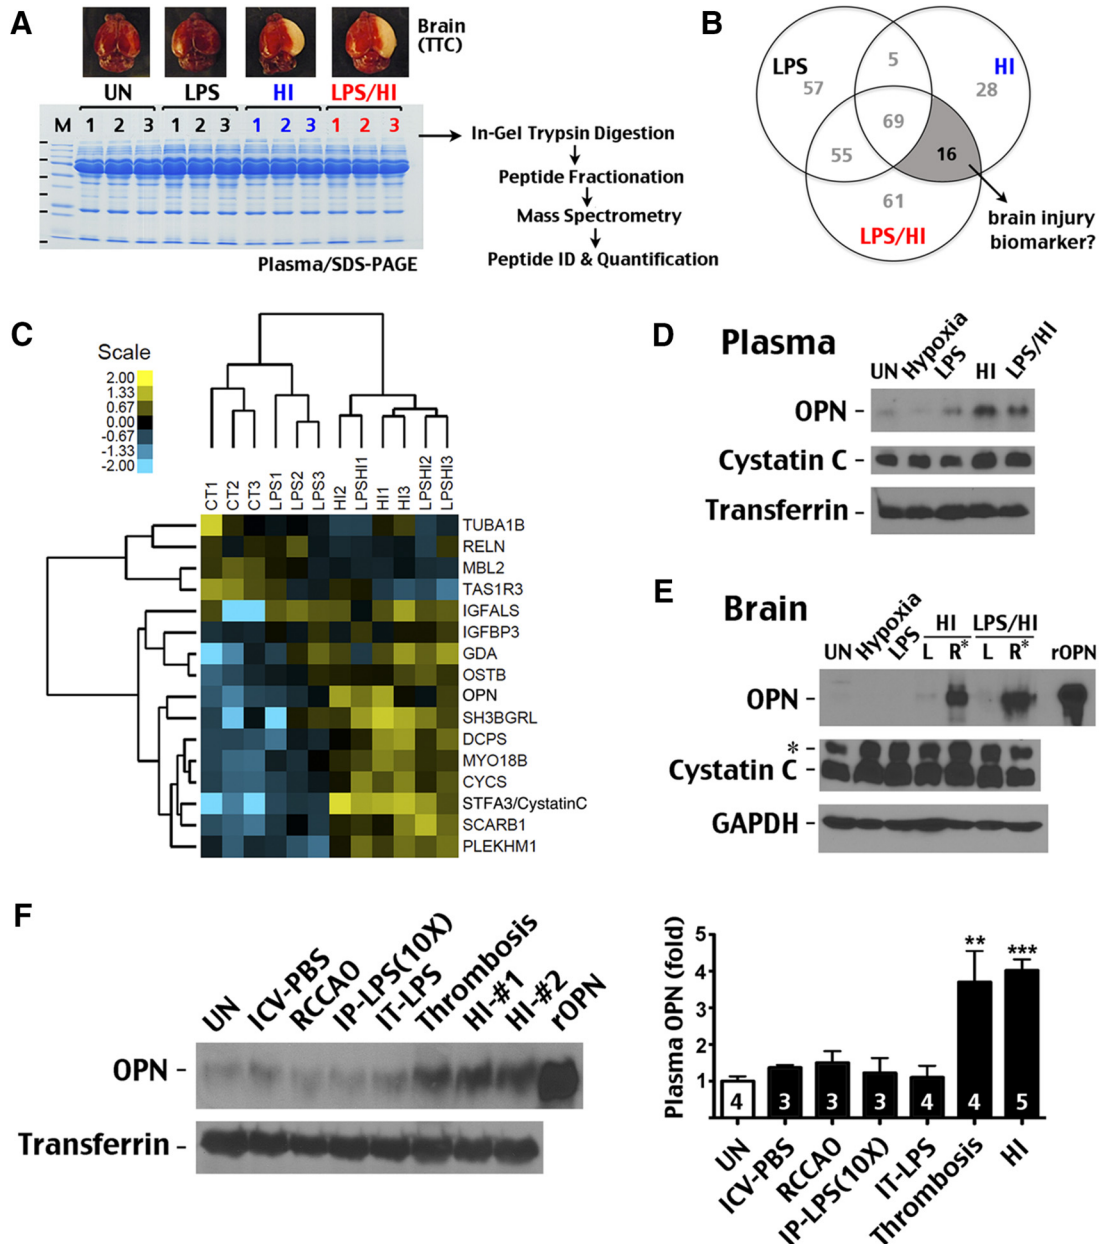 A
Brain
(TTC)
UN LPS HI LPS/HI
M 1 2 3 1 2 3 1 2 3 1 2 3
In-Gel Trypsin Digestion
Peptide Fractionation
Mass Spectrometry
Peptide ID & Quantification
Plasma/SDS-PAGE
B
LPS
HI
5
57
28
69
55
16
61
LPS/HI
brain injury
biomarker?
C
Scale
2.00
1.33
0.67
0.00
-0.67
-1.33
-2.00
CT1 CT2 CT3 LPS1 LPS2 LPS3 HI2 LPSHI1 HI1 HI3 LPSHI2 LPSHI3
TUBA1B
RELN
MBL2
TAS1R3
IGFALS
IGFBP3
GDA
OSTB
OPN
SH3BGRL
DCPS
MYO18B
CYCS
STFA3/CystatinC
SCARB1
PLEKHM1
D
Plasma
UN Hypoxia LPS HI LPS/HI
OPN -
Cystatin C -
Transferrin -
E
Brain
HI LPS/HI
UN Hypoxia LPS L R* L R* rOPN
OPN -
* -
Cystatin C -
GAPDH -
F
UN ICV-PBS RCCAO IP-LPS(10X) IT-LPS Thrombosis HI-#1 HI-#2 rOPN
OPN -
Transferrin -
Plasma OPN (fold)
5
4
3
2
1
** ***
4 3 3 3 4 4 5
UN ICV-PBS RCCAO IP-LPS(10X) IT-LPS Thrombosis HI